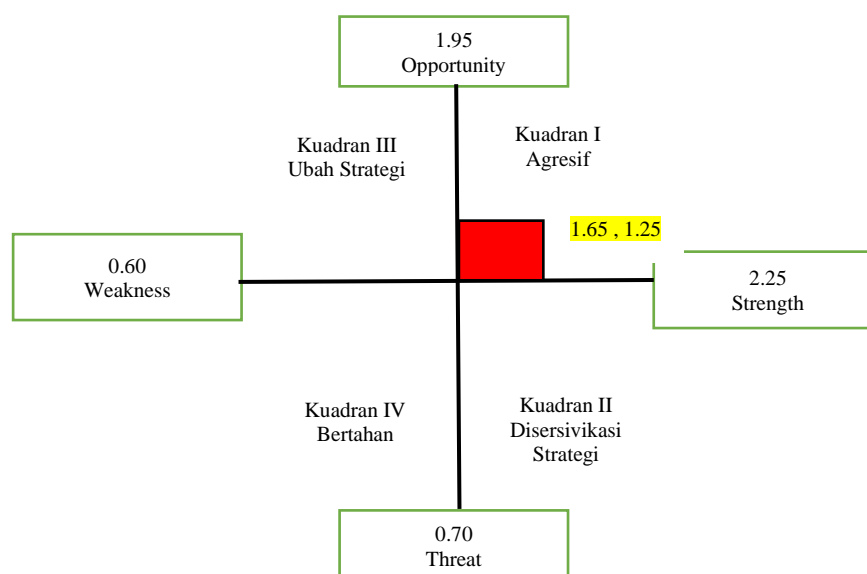 1.95
Opportunity
Kuadran III
Ubah Strategi
Kuadran I
Agresif
1.65 , 1.25
0.60
Weakness
2.25
Strength
Kuadran IV
Bertahan
Kuadran II
Disersivikasi
Strategi
0.70
Threat